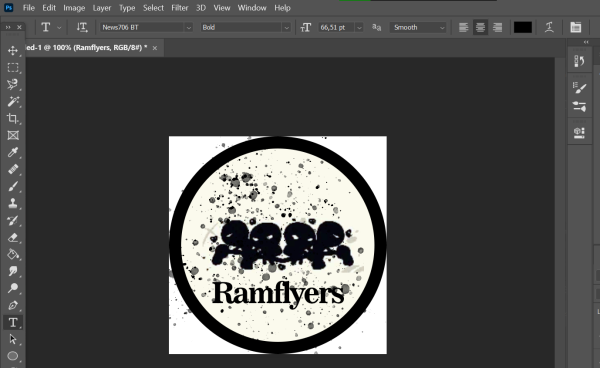 Ps File Edit Image Layer Type Select Filter 3D View Window Help
T News706 BT Bold 66,51 pt Smooth
ed-1 @ 100% (Ramflyers, RGB/8#) * ×
Ramflyers